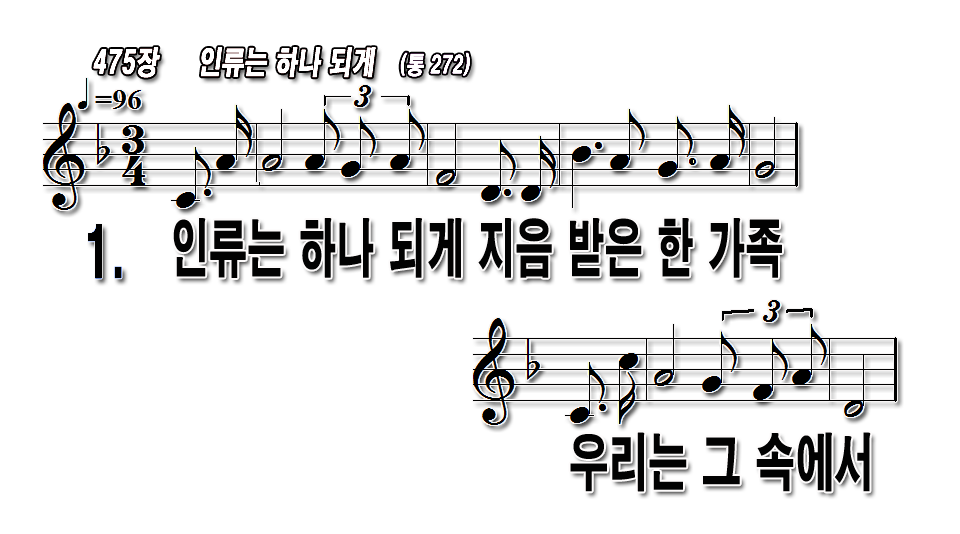 475장 인류는 하나 되게 (통 272)
♩=96
3
3
4
1. 인류는 하나 되게 지음 받은 한 가족
3
우리는 그 속에서